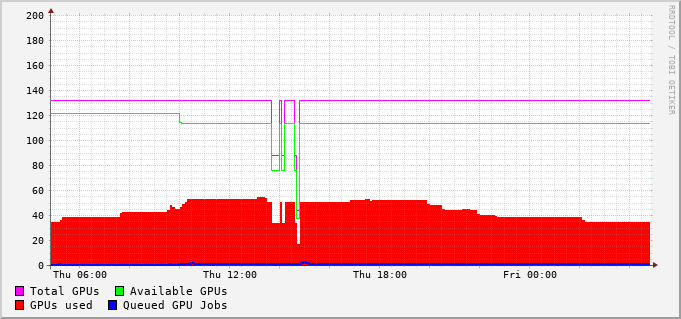 200
180
160
140
120
100
80
60
40
20
0
Thu 06:00 Thu 12:00 Thu 18:00 Fri 00:00
Total GPUs Available GPUs
GPUs used Queued GPU Jobs
RRDTOOL / TOBI OETIKER